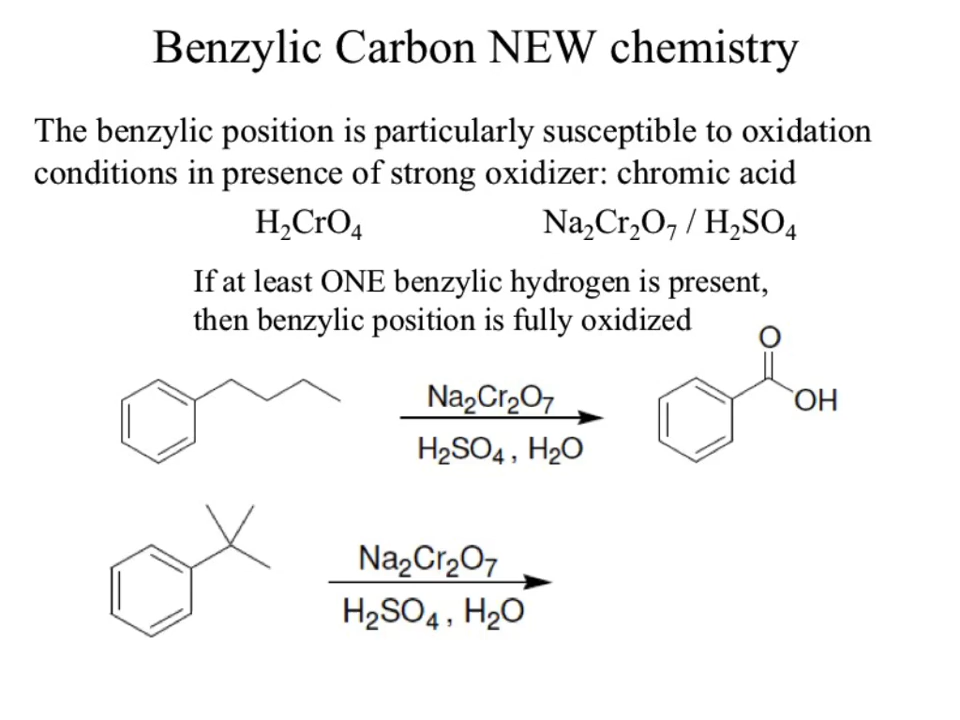 Benzylic Carbon NEW chemistry
The benzylic position is particularly susceptible to oxidation
conditions in presence of strong oxidizer: chromic acid
H₂CrO₄ Na₂Cr₂O₇ / H₂SO₄
If at least ONE benzylic hydrogen is present,
then benzylic position is fully oxidized
O
Na₂Cr₂O₇
OH
H₂SO₄ , H₂O
Na₂Cr₂O₇
H₂SO₄ , H₂O